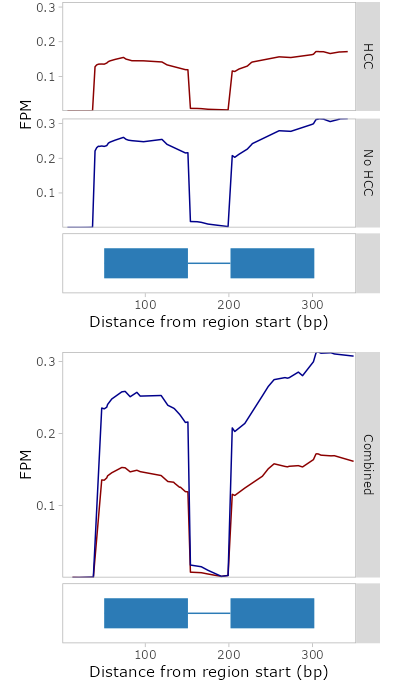 0.3
0.2
0.1
HCC
FPM
0.3
0.2
0.1
No HCC
100 200 300
Distance from region start (bp)
0.3
0.2
0.1
FPM
Combined
100 200 300
Distance from region start (bp)